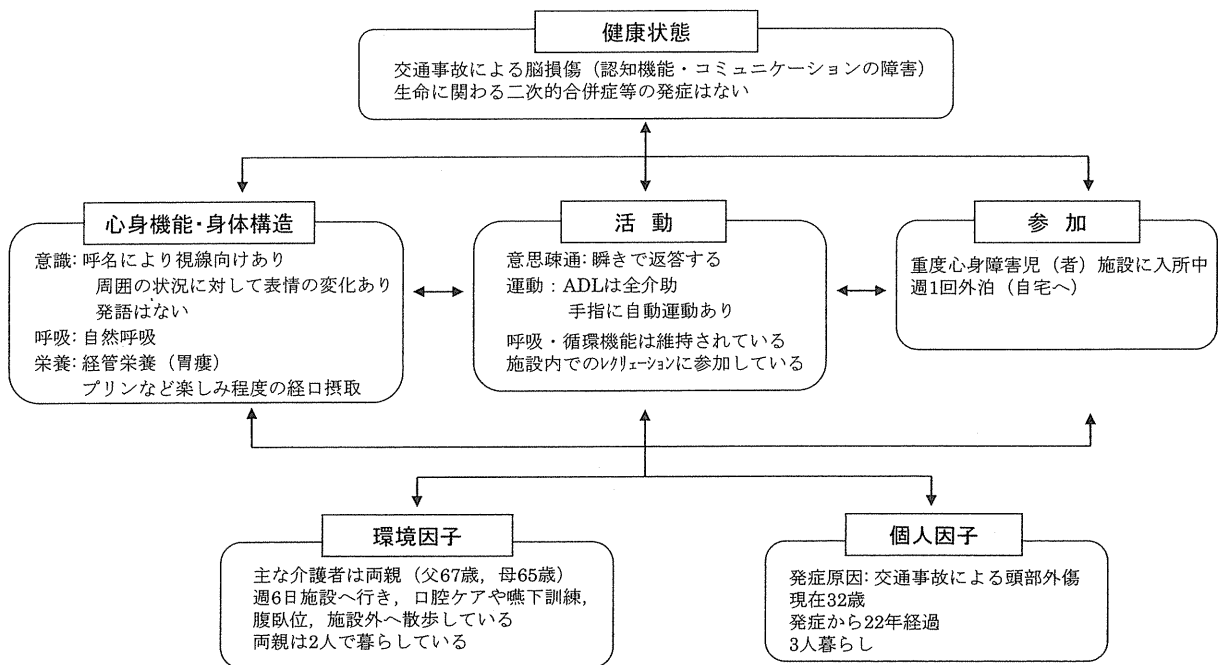 健康状態
交通事故による脳損傷（認知機能・コミュニケーションの障害）
生命に関わる二次的合併症等の発症はない
心身機能・身体構造
意識：呼名により視線向けあり
周囲の状況に対して表情の変化あり
発語はない
呼吸：自然呼吸
栄養：経管栄養（胃瘻）
プリンなど楽しみ程度の経口摂取
活動
意思疎通：瞬きで返答する
運動：ADLは全介助
手指に自動運動あり
呼吸・循環機能は維持されている
施設内でのレクリェーションに参加している
参加
重度心身障害児（者）施設に入所中
週1回外泊（自宅へ）
環境因子
主な介護者は両親（父67歳，母65歳）
週6日施設へ行き，口腔ケアや嚥下訓練，
腹臥位，施設外へ散歩している
両親は2人で暮らしている
個人因子
発症原因：交通事故による頭部外傷
現在32歳
発症から22年経過
3人暮らし